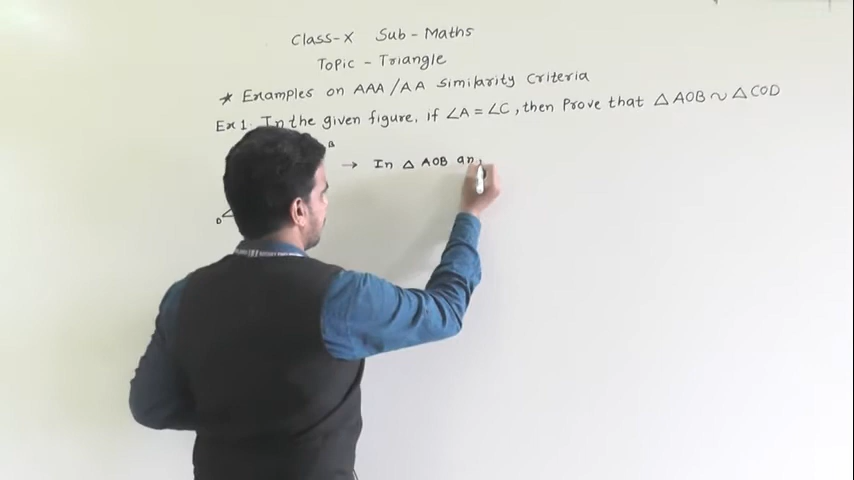 Class-X Sub-Maths
Topic - Triangle
* Examples on AAA/AA Similarity Criteria
Ex 1. In the given figure, if ∠A = ∠C, then Prove that △AOB ~ △COD
B
→ In △ AOB an
D